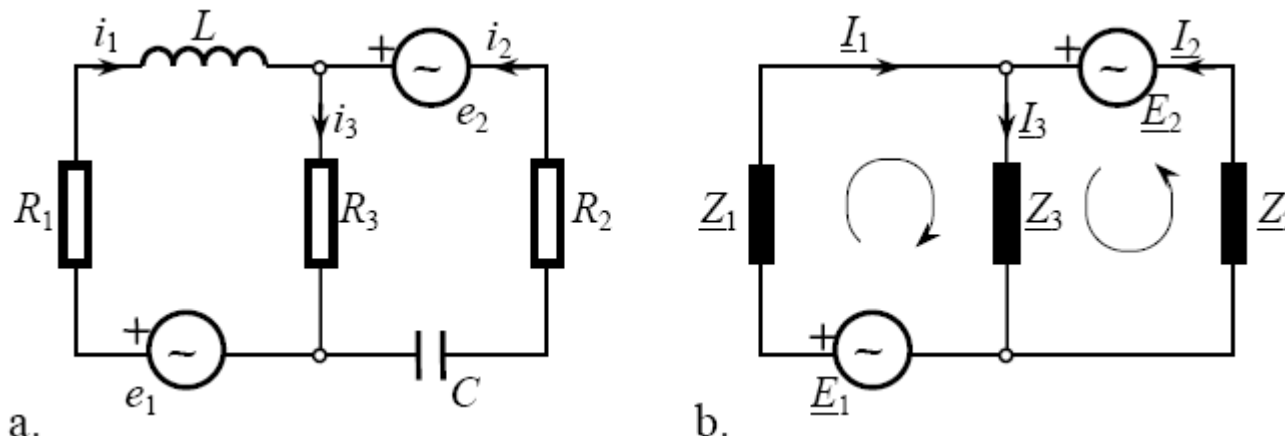 i₁ L + i₂ I₁ + I₂
e₂ E₂
i₃ I₃
R₁ R₃ R₂ Z₁ Z₃ Z
+ +
e₁ C E₁
a. b.